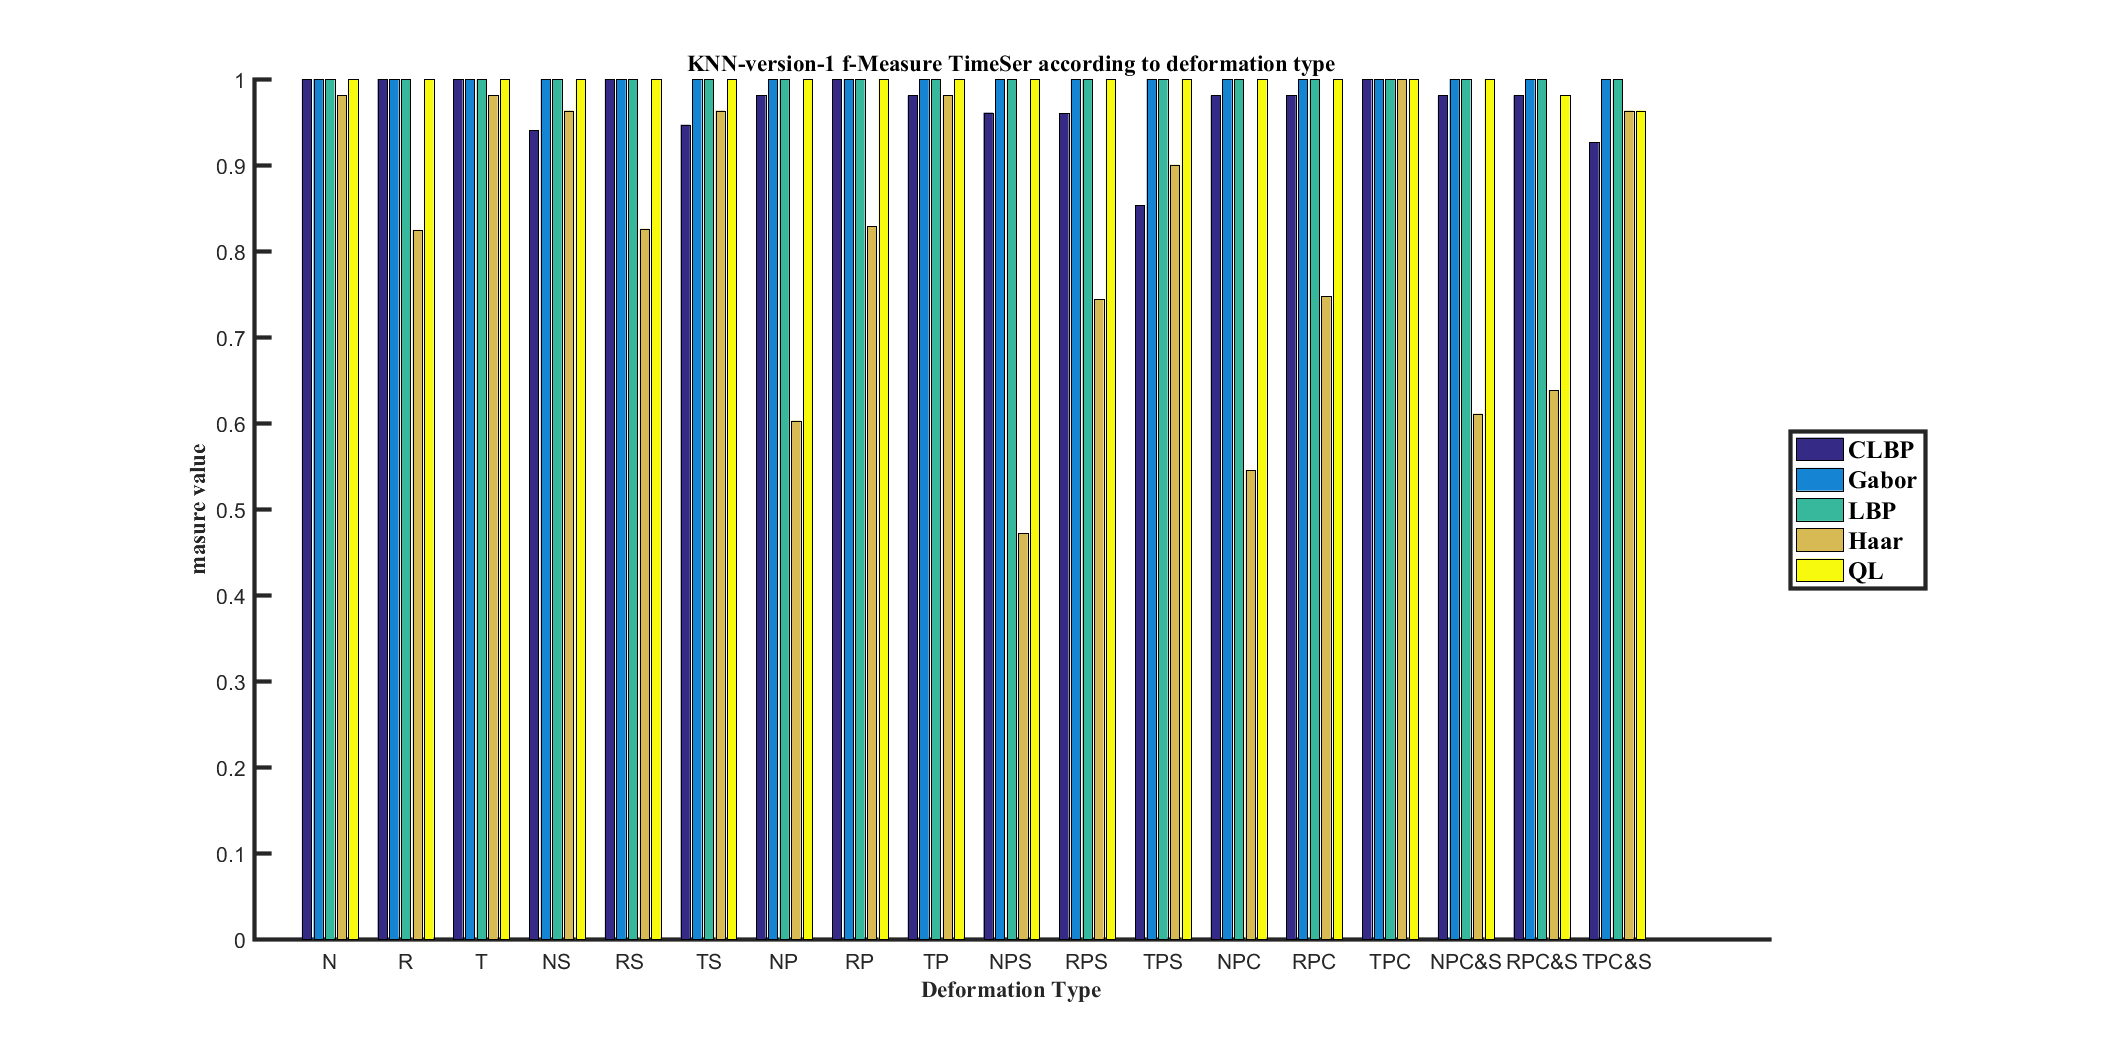 KNN-version-1 f-Measure TimeSer according to deformation type
1
0.9
0.8
0.7
0.6
0.5
0.4
0.3
0.2
0.1
0
masure value
N R T NS RS TS NP RP TP NPS RPS TPS NPC RPC TPC NPC&S RPC&S TPC&S
Deformation Type
CLBP
Gabor
LBP
Haar
QL